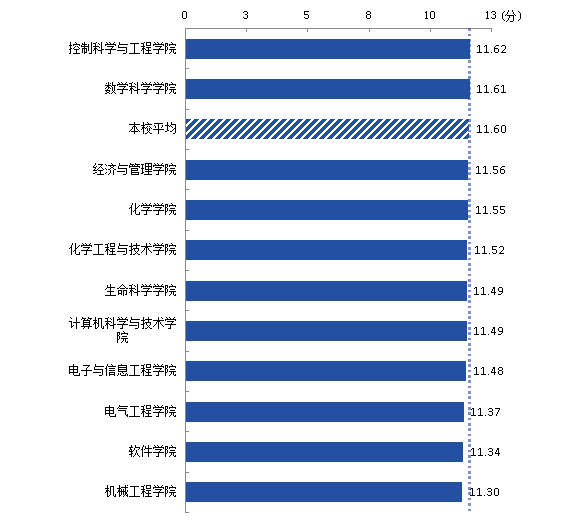 0 3 5 8 10 13 (分)
控制科学与工程学院 11.62
数学科学学院 11.61
本校平均 11.60
经济与管理学院 11.56
化学学院 11.55
化学工程与技术学院 11.52
生命科学学院 11.49
计算机科学与技术学
院 11.49
电子与信息工程学院 11.48
电气工程学院 11.37
软件学院 11.34
机械工程学院 11.30